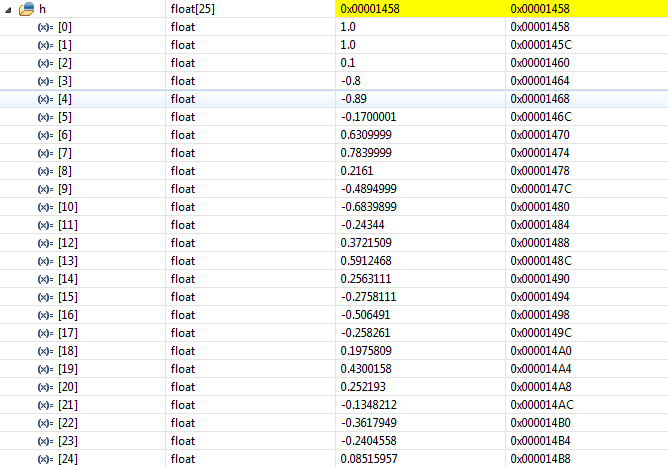 h float[25] 0x00001458 0x00001458
(x)= [0] float 1.0 0x00001458
(x)= [1] float 1.0 0x0000145C
(x)= [2] float 0.1 0x00001460
(x)= [3] float -0.8 0x00001464
(x)= [4] float -0.89 0x00001468
(x)= [5] float -0.1700001 0x0000146C
(x)= [6] float 0.6309999 0x00001470
(x)= [7] float 0.7839999 0x00001474
(x)= [8] float 0.2161 0x00001478
(x)= [9] float -0.4894999 0x0000147C
(x)= [10] float -0.6839899 0x00001480
(x)= [11] float -0.24344 0x00001484
(x)= [12] float 0.3721509 0x00001488
(x)= [13] float 0.5912468 0x0000148C
(x)= [14] float 0.2563111 0x00001490
(x)= [15] float -0.2758111 0x00001494
(x)= [16] float -0.506491 0x00001498
(x)= [17] float -0.258261 0x0000149C
(x)= [18] float 0.1975809 0x000014A0
(x)= [19] float 0.4300158 0x000014A4
(x)= [20] float 0.252193 0x000014A8
(x)= [21] float -0.1348212 0x000014AC
(x)= [22] float -0.3617949 0x000014B0
(x)= [23] float -0.2404558 0x000014B4
(x)= [24] float 0.08515957 0x000014B8